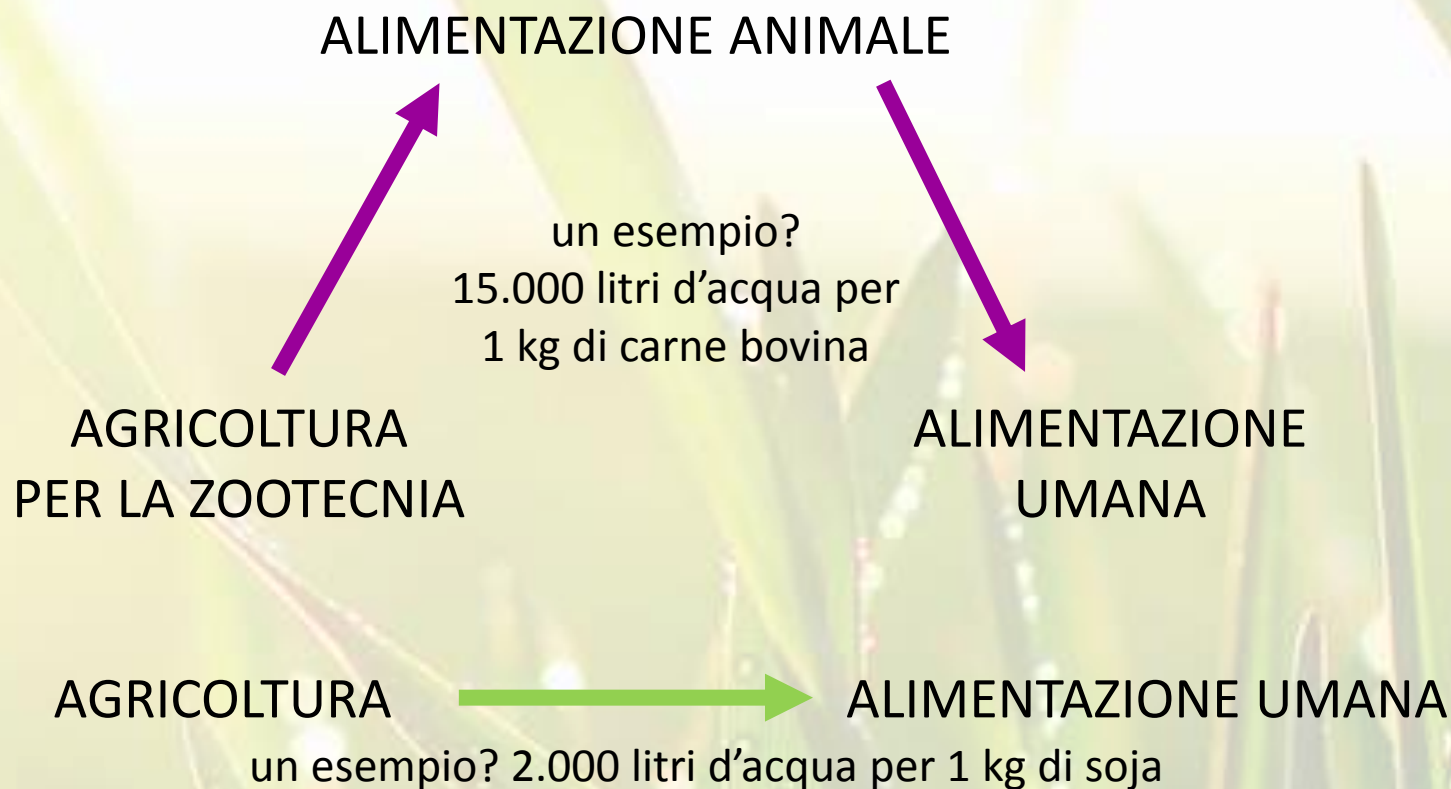 ALIMENTAZIONE ANIMALE
un esempio?
15.000 litri d’acqua per
1 kg di carne bovina
AGRICOLTURA
PER LA ZOOTECNIA
ALIMENTAZIONE
UMANA
AGRICOLTURA
ALIMENTAZIONE UMANA
un esempio? 2.000 litri d’acqua per 1 kg di soja